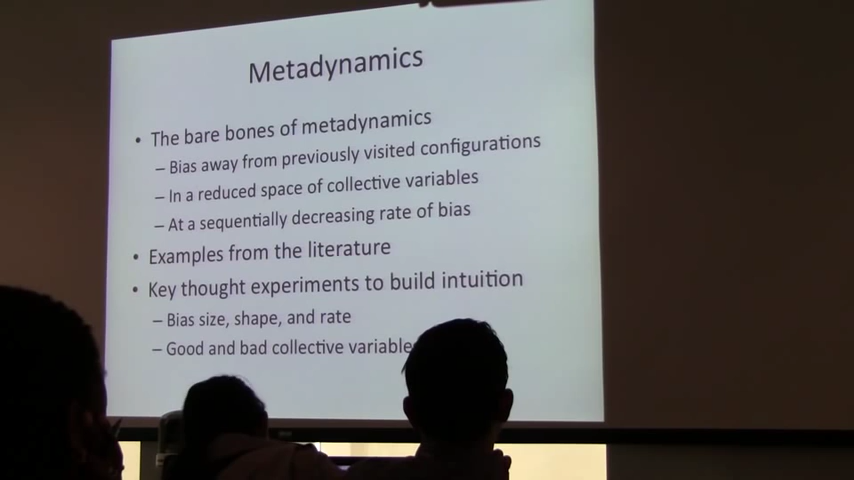 Metadynamics
• The bare bones of metadynamics
– Bias away from previously visited configurations
– In a reduced space of collective variables
– At a sequentially decreasing rate of bias
• Examples from the literature
• Key thought experiments to build intuition
– Bias size, shape, and rate
– Good and bad collective variable